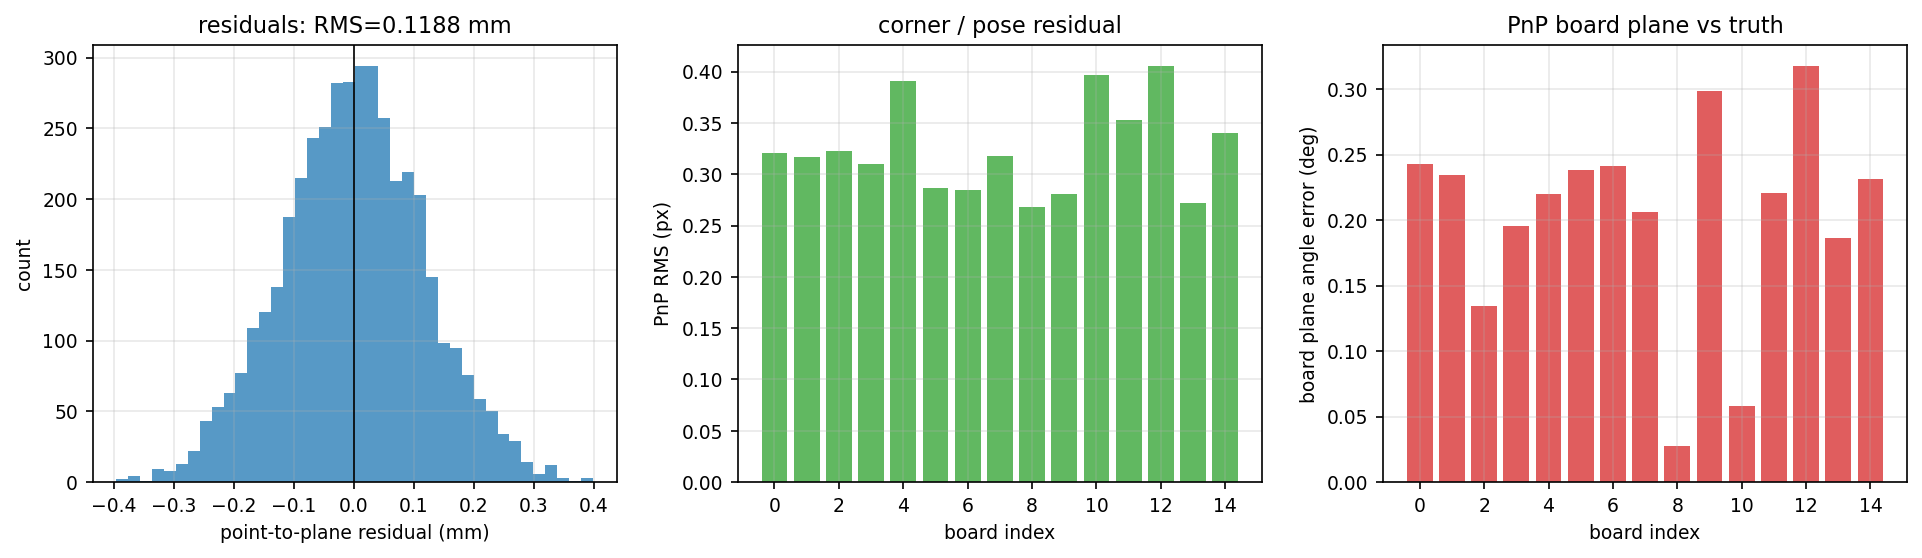 residuals: RMS=0.1188 mm
300
250
200
150
100
50
0
count
−0.4 −0.3 −0.2 −0.1 0.0 0.1 0.2 0.3 0.4
point-to-plane residual (mm)
corner / pose residual
0.40
0.35
0.30
0.25
0.20
0.15
0.10
0.05
0.00
PnP RMS (px)
0 2 4 6 8 10 12 14
board index
PnP board plane vs truth
0.30
0.25
0.20
0.15
0.10
0.05
0.00
board plane angle error (deg)
0 2 4 6 8 10 12 14
board index